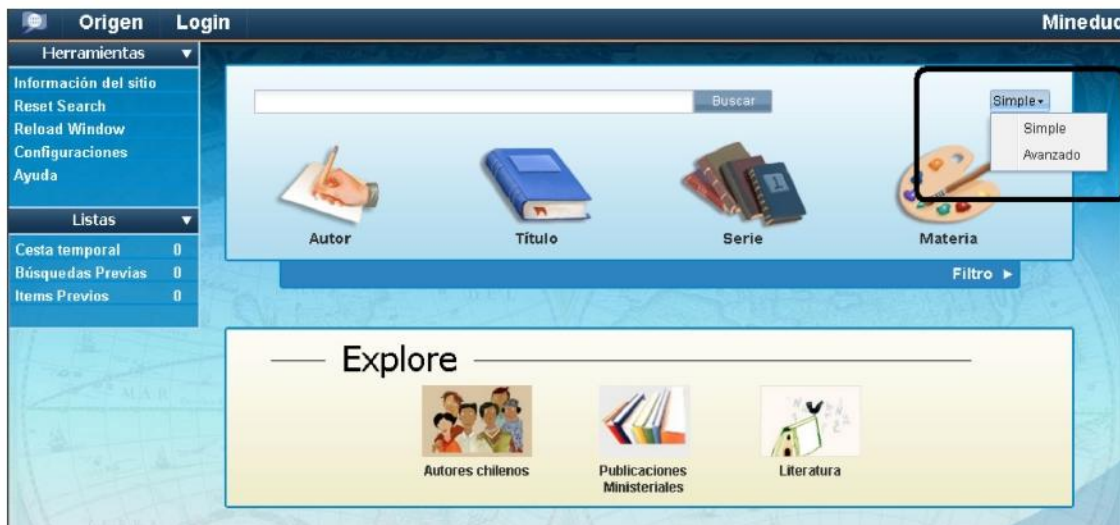 Origen Login Mineduc
Herramientas
Información del sitio
Reset Search
Reload Window
Configuraciones
Ayuda
Listas
Cesta temporal 0
Búsquedas Previas 0
Items Previos 0
Buscar
Simple
Simple
Avanzado
Autor Título Serie Materia
Filtro
Explore
Autores chilenos
Publicaciones
Ministeriales
Literatura